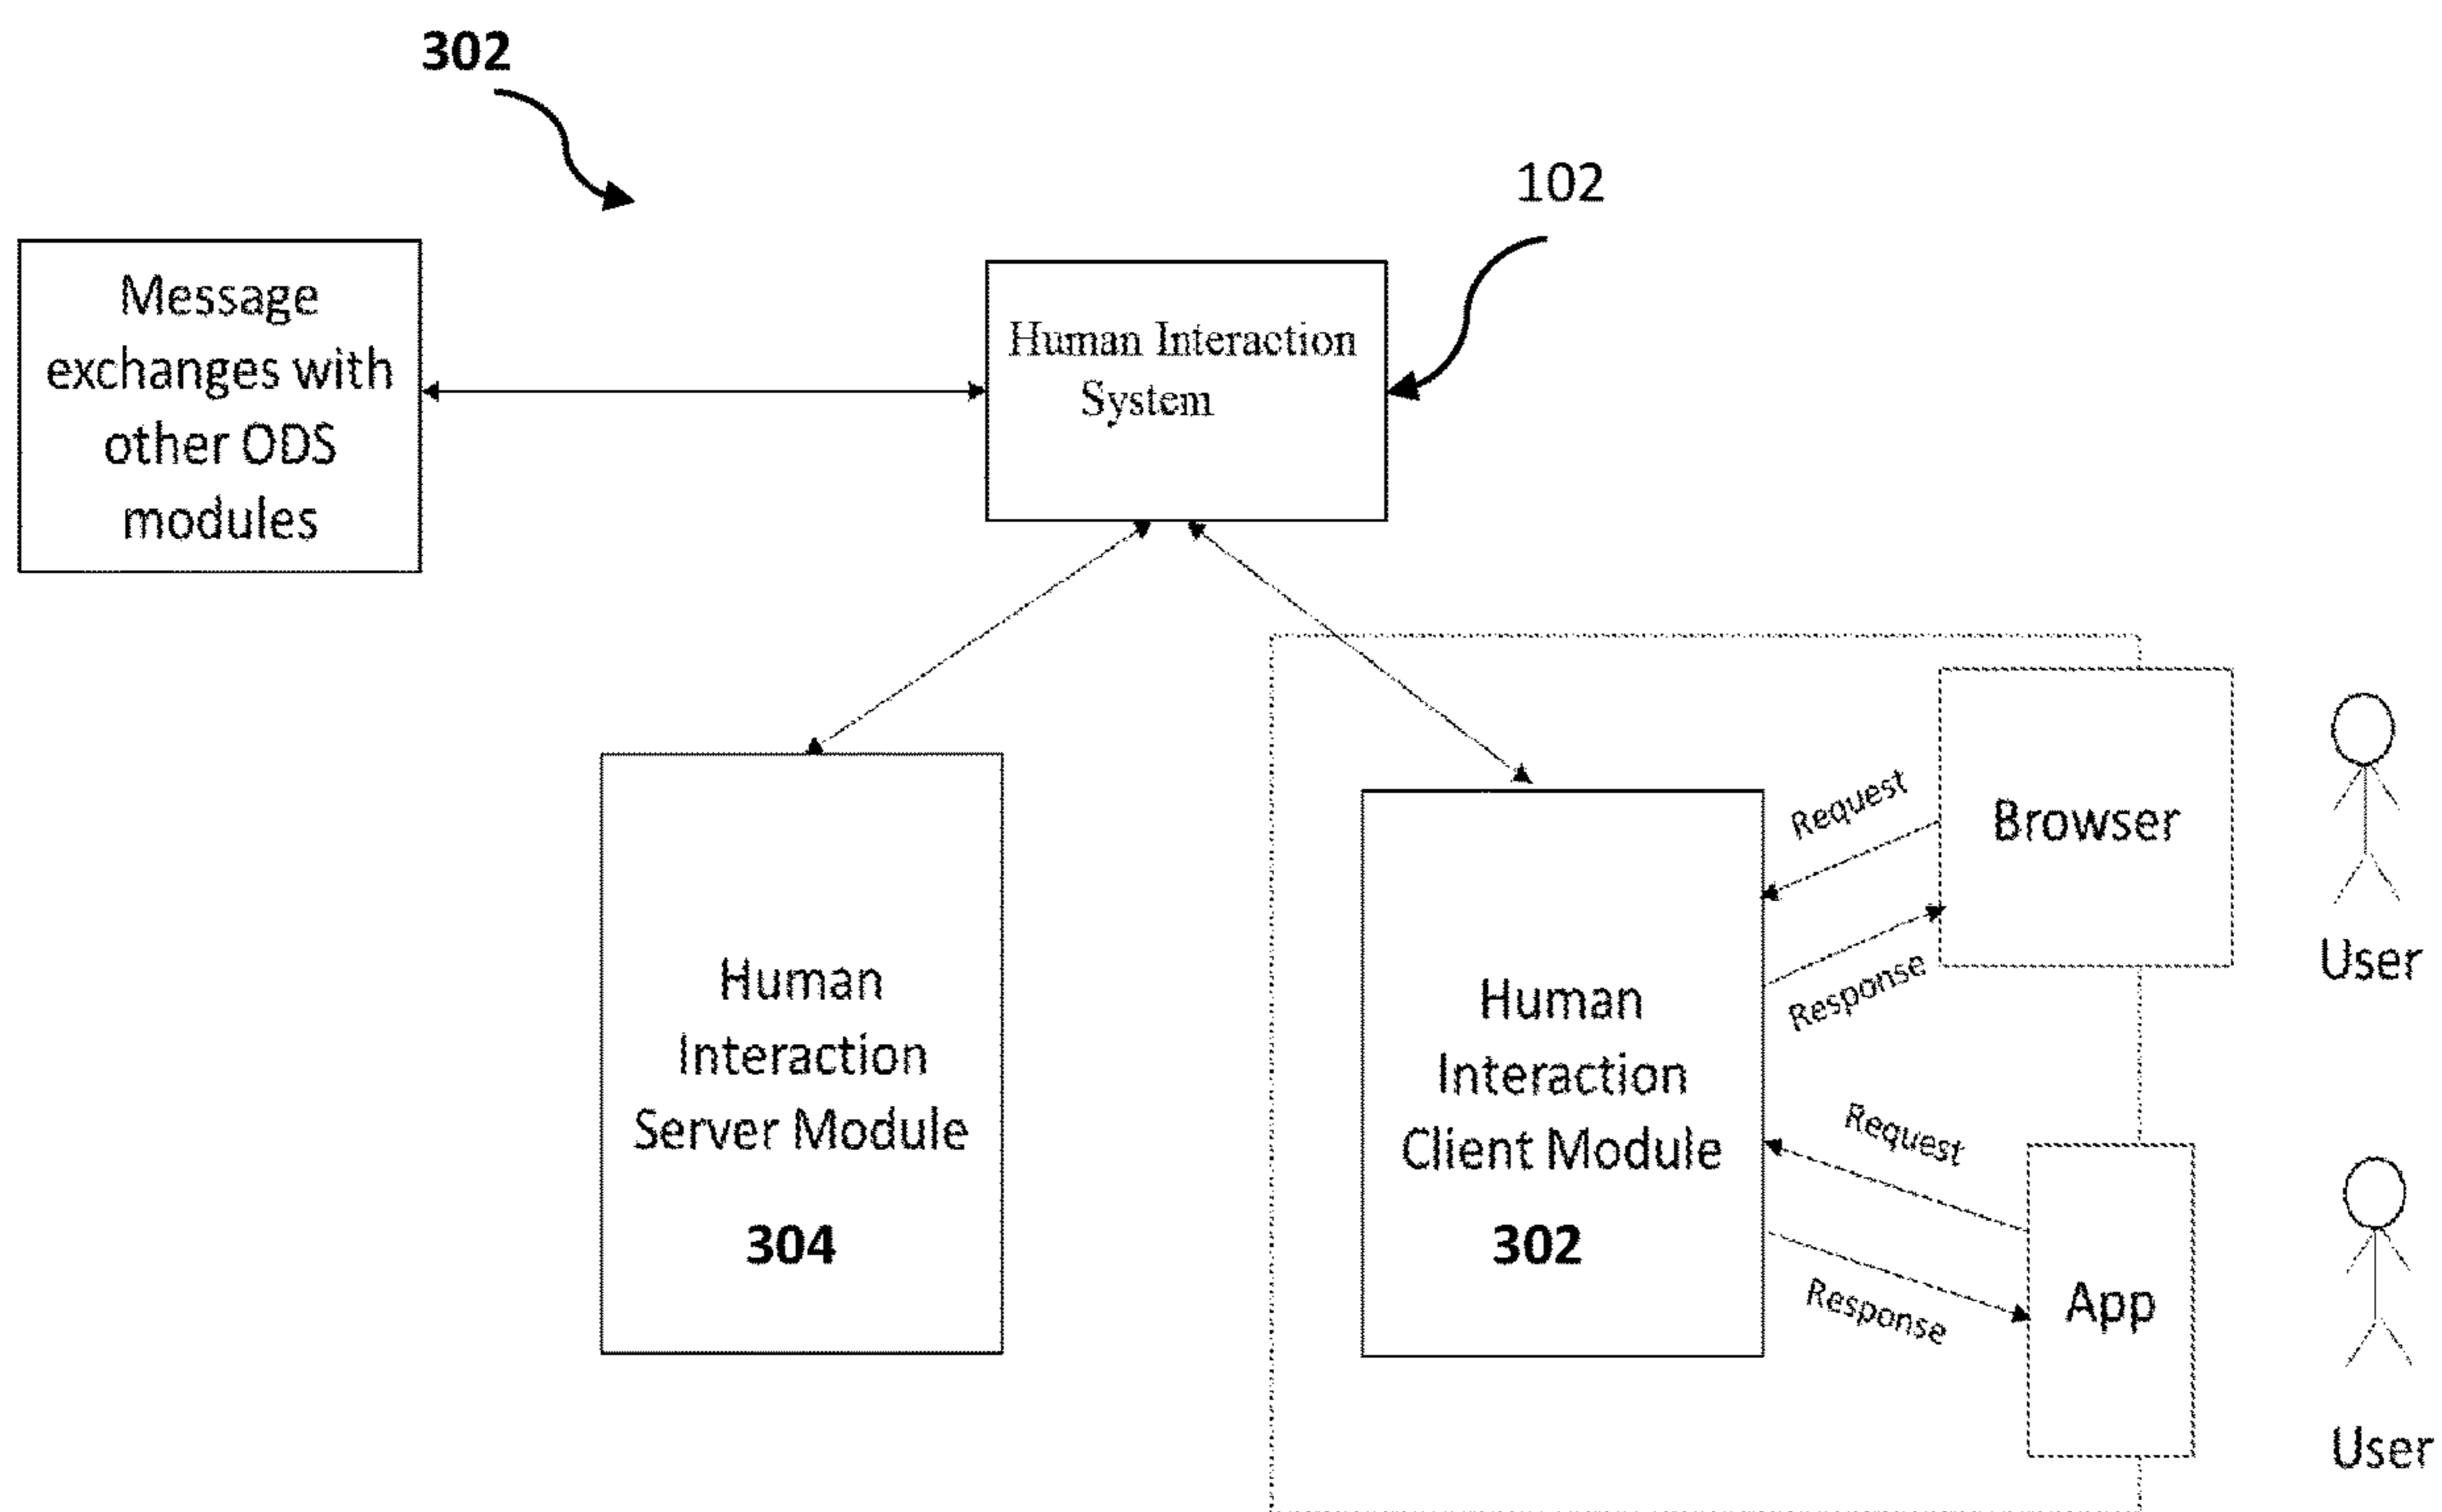 302
102
Message
exchanges with
other ODS
modules
Human Interaction
System
Human
Interaction
Server Module
304
Human
Interaction
Client Module
302
Request
Response
Browser
User
Request
Response
App
User